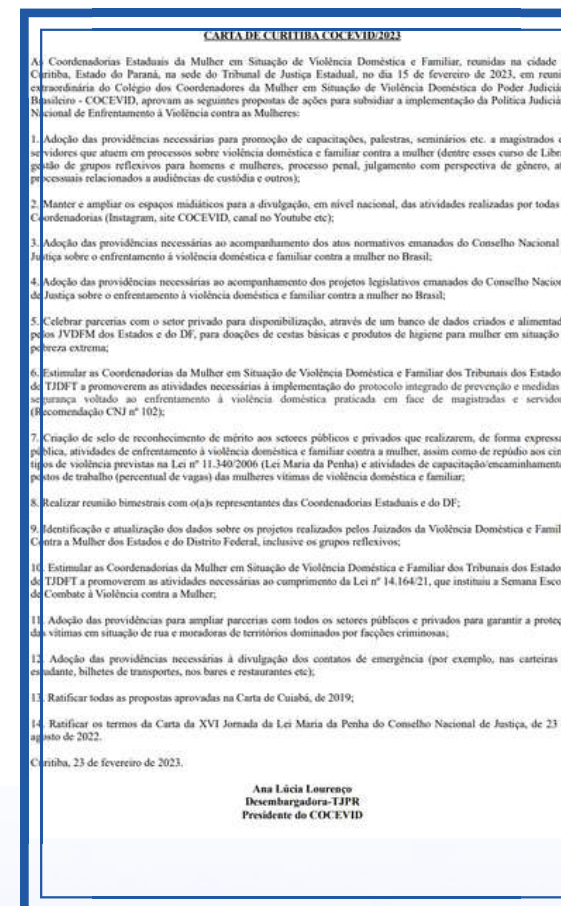 CARTA DE CURITIBA COCEVID/2023
As Coordenadorias Estaduais da Mulher em Situação de Violência Doméstica e Familiar, reunidas na cidade
Curitiba, Estado do Paraná, na sede do Tribunal de Justiça Estadual, no dia 15 de fevereiro de 2023, em
extraordinária do Colégio dos Coordenadores da Mulher em Situação de Violência Doméstica do Poder
Brasileiro - COCEVID, aprovam as seguintes propostas de ações para subsidiar a implementação da Política
Nacional de Enfrentamento à Violência contra as Mulheres:
1. Adoção das providências necessárias para promoção de capacitações, palestras, seminários etc. a magistrados
servidores que atuem em processos sobre violência doméstica e familiar contra a mulher (dentre esses curso de
gestão de grupos reflexivos para homens e mulheres, processo penal, julgamento com perspectiva de gênero,
processuais relacionados a audiências de custódia e outros);
2. Manter e ampliar os espaços midiáticos para a divulgação, em nível nacional, das atividades realizadas por todas
Coordenadorias (Instagram, site COCEVID, canal no Youtube etc);
3. Adoção das providências necessárias ao acompanhamento dos atos normativos emanados do Conselho Nacional
Justiça sobre o enfrentamento à violência doméstica e familiar contra a mulher no Brasil;
4. Adoção das providências necessárias ao acompanhamento dos projetos legislativos emanados do Conselho
de Justiça sobre o enfrentamento à violência doméstica e familiar contra a mulher no Brasil;
5. Celebrar parcerias com o setor privado para disponibilização, através de um banco de dados criados e
pelos JVDFM dos Estados e do DF, para doações de cestas básicas e produtos de higiene para mulher em situação
pobreza extrema;
6. Estimular as Coordenadorias da Mulher em Situação de Violência Doméstica e Familiar dos Tribunais dos
do TJDFT a promoverem as atividades necessárias à implementação do protocolo integrado de prevenção e medidas
segurança voltado ao enfrentamento à violência doméstica praticada em face de magistradas e
(Recomendação CNJ nº 102);
7. Criação de selo de reconhecimento de mérito aos setores públicos e privados que realizarem, de forma
pública, atividades de enfrentamento à violência doméstica e familiar contra a mulher, assim como de repúdio aos
tipos de violência previstas na Lei nº 11.340/2006 (Lei Maria da Penha) e atividades de
postos de trabalho (percentual de vagas) das mulheres vítimas de violência doméstica e familiar;
8. Realizar reunião bimestrais com o(a)s representantes das Coordenadorias Estaduais e do DF;
9. Identificação e atualização dos dados sobre os projetos realizados pelos Juizados da Violência Doméstica e
Contra a Mulher dos Estados e do Distrito Federal, inclusive os grupos reflexivos;
10. Estimular as Coordenadorias da Mulher em Situação de Violência Doméstica e Familiar dos Tribunais dos
do TJDFT a promoverem as atividades necessárias ao cumprimento da Lei nº 14.164/21, que instituiu a Semana
de Combate à Violência contra a Mulher;
11. Adoção das providências para ampliar parcerias com todos os setores públicos e privados para garantir a
das vítimas em situação de rua e moradoras de territórios dominados por facções criminosas;
12. Adoção das providências necessárias à divulgação dos contatos de emergência (por exemplo, nas carteiras
estudante, bilhetes de transportes, nos bares e restaurantes etc);
13. Ratificar todas as propostas aprovadas na Carta de Cuiabá, de 2019;
14. Ratificar os termos da Carta da XVI Jornada da Lei Maria da Penha do Conselho Nacional de Justiça, de 23
agosto de 2022.
Curitiba, 23 de fevereiro de 2023.
Ana Lúcia Lourenço
Desembargadora-TJPR
Presidente do COCEVID